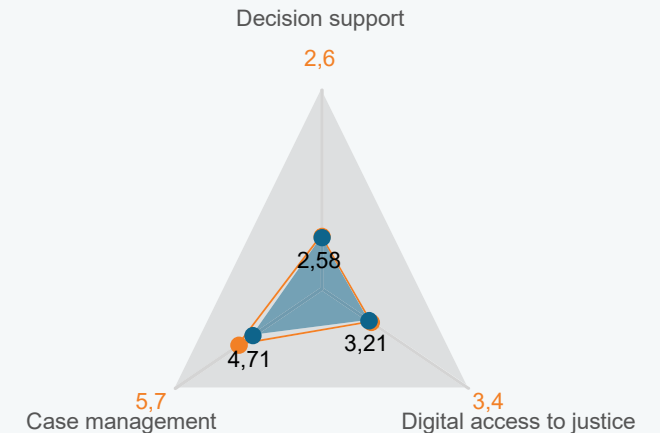 Decision support
2,6
2,58
4,71
3,21
5,7
3,4
Case management
Digital access to justice